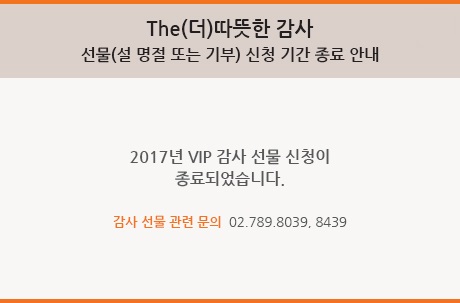 The(더)따뜻한 감사
선물(설 명절 또는 기부) 신청 기간 종료 안내
2017년 VIP 감사 선물 신청이
종료되었습니다.
감사 선물 관련 문의 02.789.8039, 8439